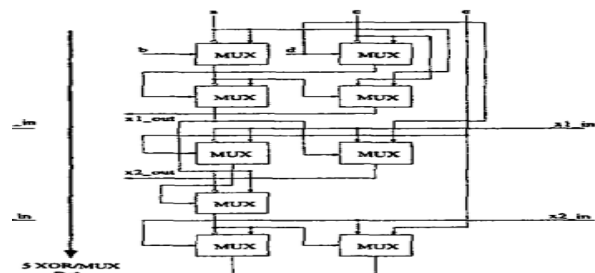 a c e
b MUX d MUX
MUX MUX
x1_out
_in x1_in
MUX MUX
x2_out
MUX
_in x2_in
MUX MUX
5 XOR/MUX